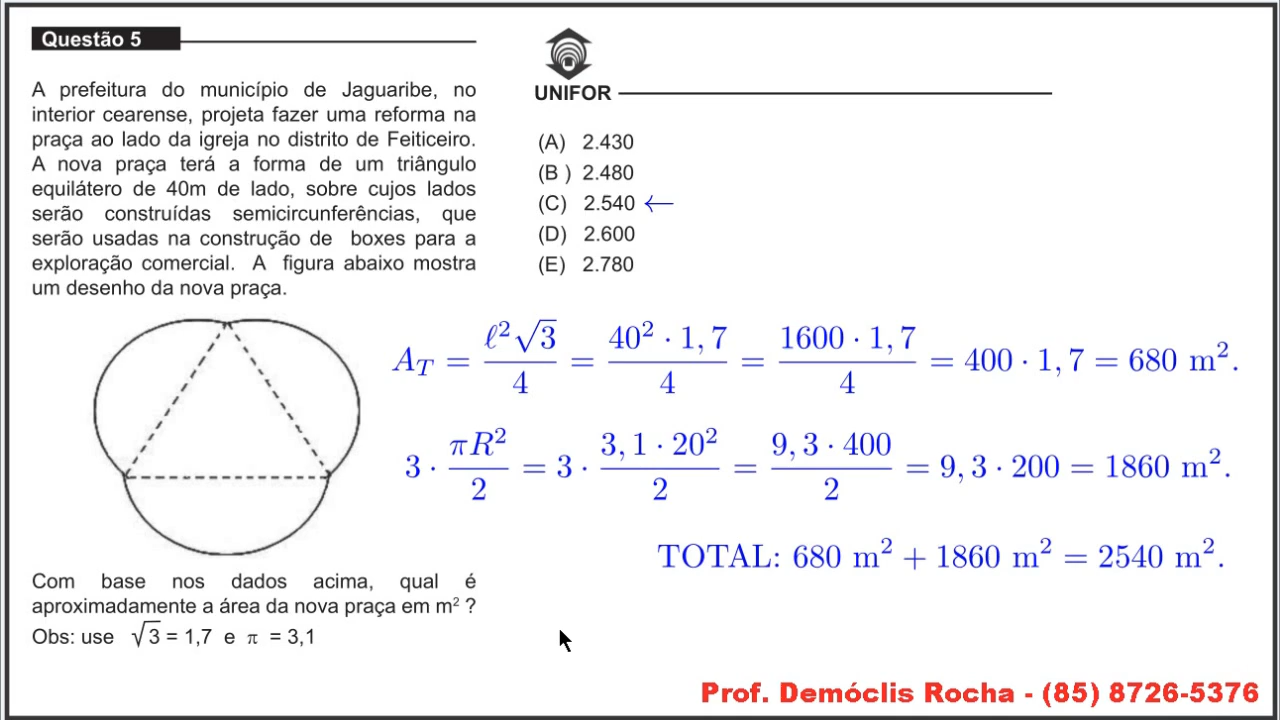 Questão 5
A prefeitura do município de Jaguaribe, no
interior cearense, projeta fazer uma reforma na
praça ao lado da igreja no distrito de Feiticeiro.
A nova praça terá a forma de um triângulo
equilátero de 40m de lado, sobre cujos lados
serão construídas semicircunferências, que
serão usadas na construção de boxes para a
exploração comercial. A figura abaixo mostra
um desenho da nova praça.
Com base nos dados acima, qual é
aproximadamente a área da nova praça em m² ?
Obs: use √3 = 1,7 e π = 3,1
UNIFOR
(A) 2.430
(B ) 2.480
(C) 2.540 ←
(D) 2.600
(E) 2.780
A_T = ℓ²√3/4 = 40² · 1,7/4 = 1600 · 1,7/4 = 400 · 1,7 = 680 m².
3 · πR²/2 = 3 · 3,1 · 20²/2 = 9,3 · 400/2 = 9,3 · 200 = 1860 m².
TOTAL: 680 m² + 1860 m² = 2540 m².
Prof. Demóclis Rocha - (85) 8726-5376